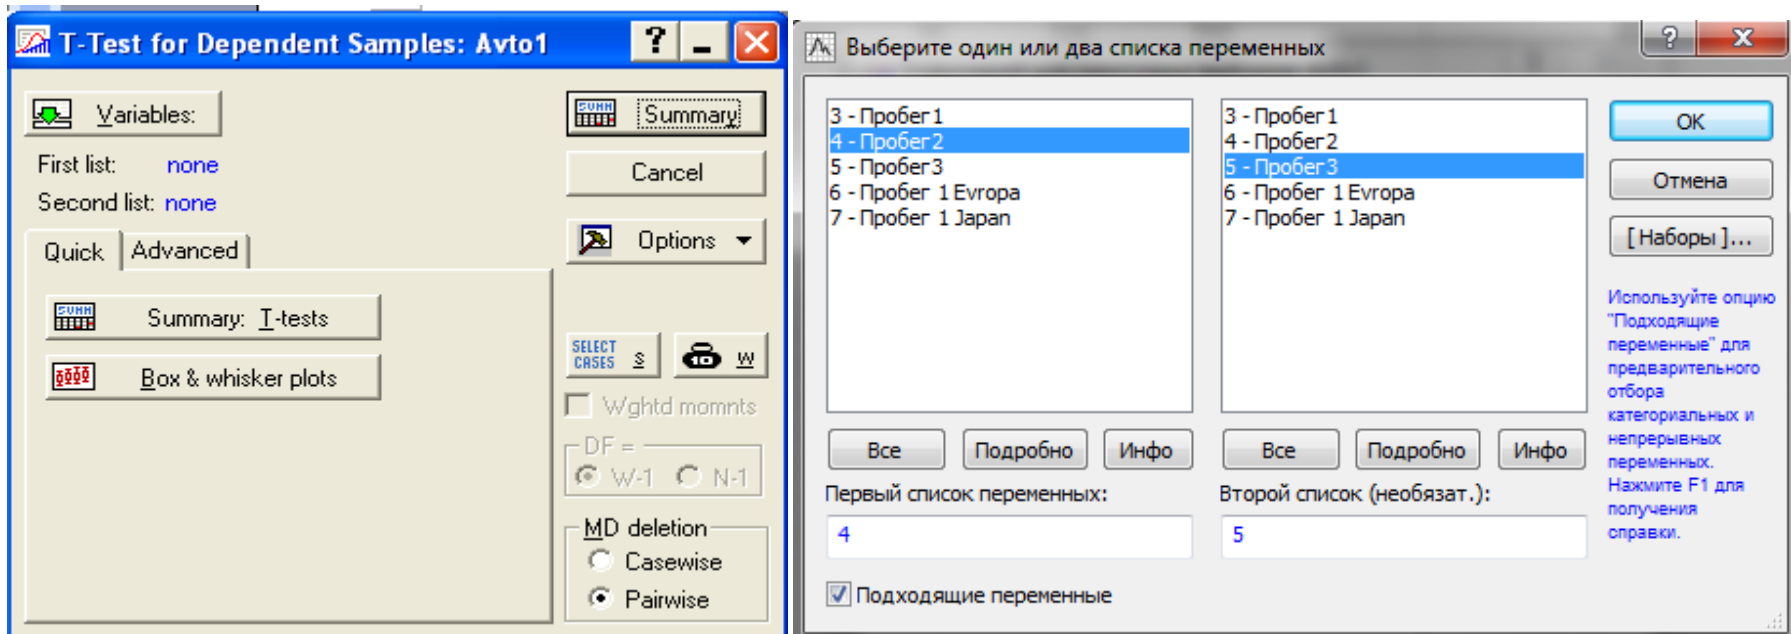 T-Test for Dependent Samples: Avto1
?
Variables:
Summary
First list: none
Cancel
Second list: none
Options
Quick
Advanced
SUMM
Summary: T-tests
Box & whisker plots
SELECT
CASES
S
W
Wghtd momnts
DF =
W-1
N-1
MD deletion
Casewise
Pairwise
Выберите один или два списка переменных
?
X
3 - Пробег1
4 - Пробег2
5 - Пробег3
6 - Пробег 1 Evropa
7 - Пробег 1 Japan
3 - Пробег1
4 - Пробег2
5 - Пробег3
6 - Пробег 1 Evropa
7 - Пробег 1 Japan
OK
Отмена
[ Наборы ]...
Используйте опцию
"Подходящие
переменные" для
предварительного
отбора
категориальных и
непрерывных
переменных.
Нажмите F1 для
получения
справки.
Все
Подробно
Инфо
Все
Подробно
Инфо
Первый список переменных:
Второй список (необязат.):
4
5
Подходящие переменные